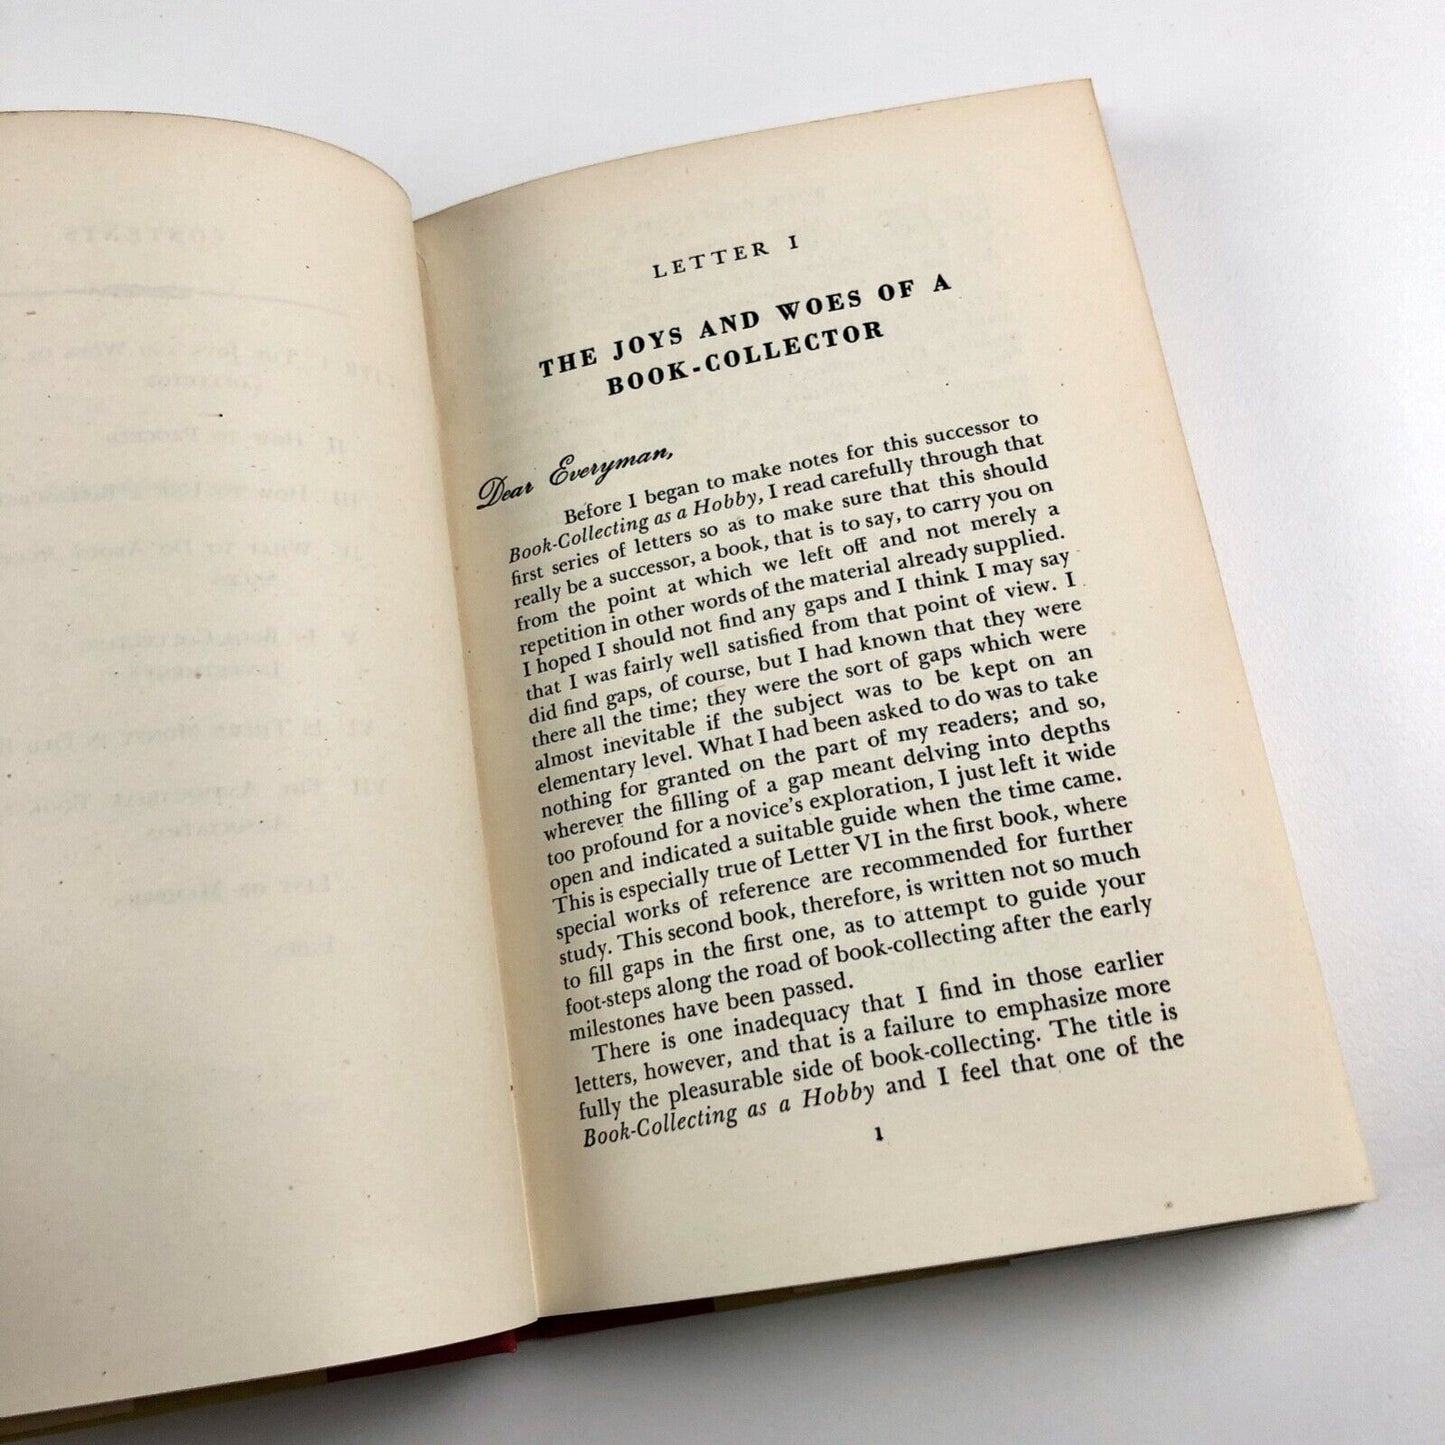 LETTER I
THE JOYS AND WOES OF A
BOOK-COLLECTOR
Dear Everyman,
Before I began to make notes for this successor to
Book-Collecting as a Hobby, I read carefully through that
first series of letters so as to make sure that this should
really be a successor, a book, that is to say, to carry you on
from the point at which we left off and not merely a
repetition in other words of the material already supplied.
I hoped I should not find any gaps and I think I may say
that I was fairly well satisfied from that point of view. I
did find gaps, of course, but I had known that they were
there all the time; they were the sort of gaps which were
almost inevitable if the subject was to be kept on an
elementary level. What I had been asked to do was to take
nothing for granted on the part of my readers; and so,
wherever the filling of a gap meant delving into depths
too profound for a novice's exploration, I just left it wide
open and indicated a suitable guide when the time came.
This is especially true of Letter VI in the first book, where
special works of reference are recommended for further
study. This second book, therefore, is written not so much
to fill gaps in the first one, as to attempt to guide your
foot-steps along the road of book-collecting after the early
milestones have been passed.
There is one inadequacy that I find in those earlier
letters, however, and that is a failure to emphasize more
fully the pleasurable side of book-collecting. The title is
Book-Collecting as a Hobby and I feel that one of the
1